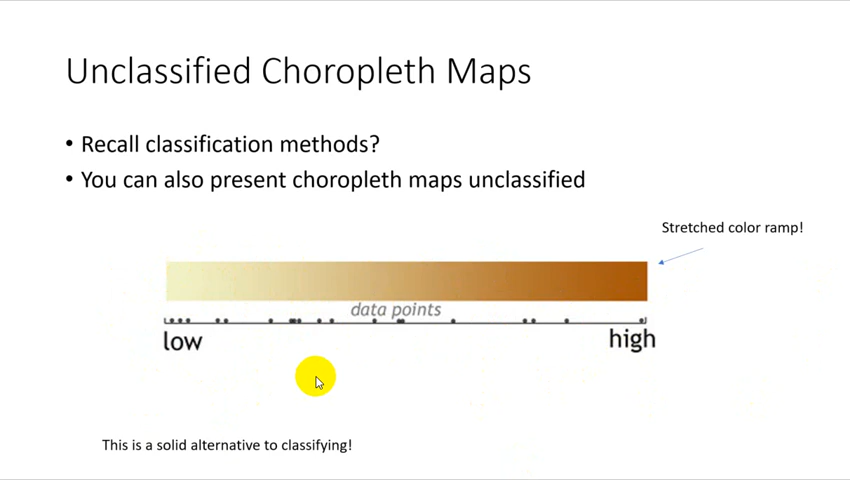 Unclassified Choropleth Maps
• Recall classification methods?
• You can also present choropleth maps unclassified
Stretched color ramp!
data points
low
high
This is a solid alternative to classifying!